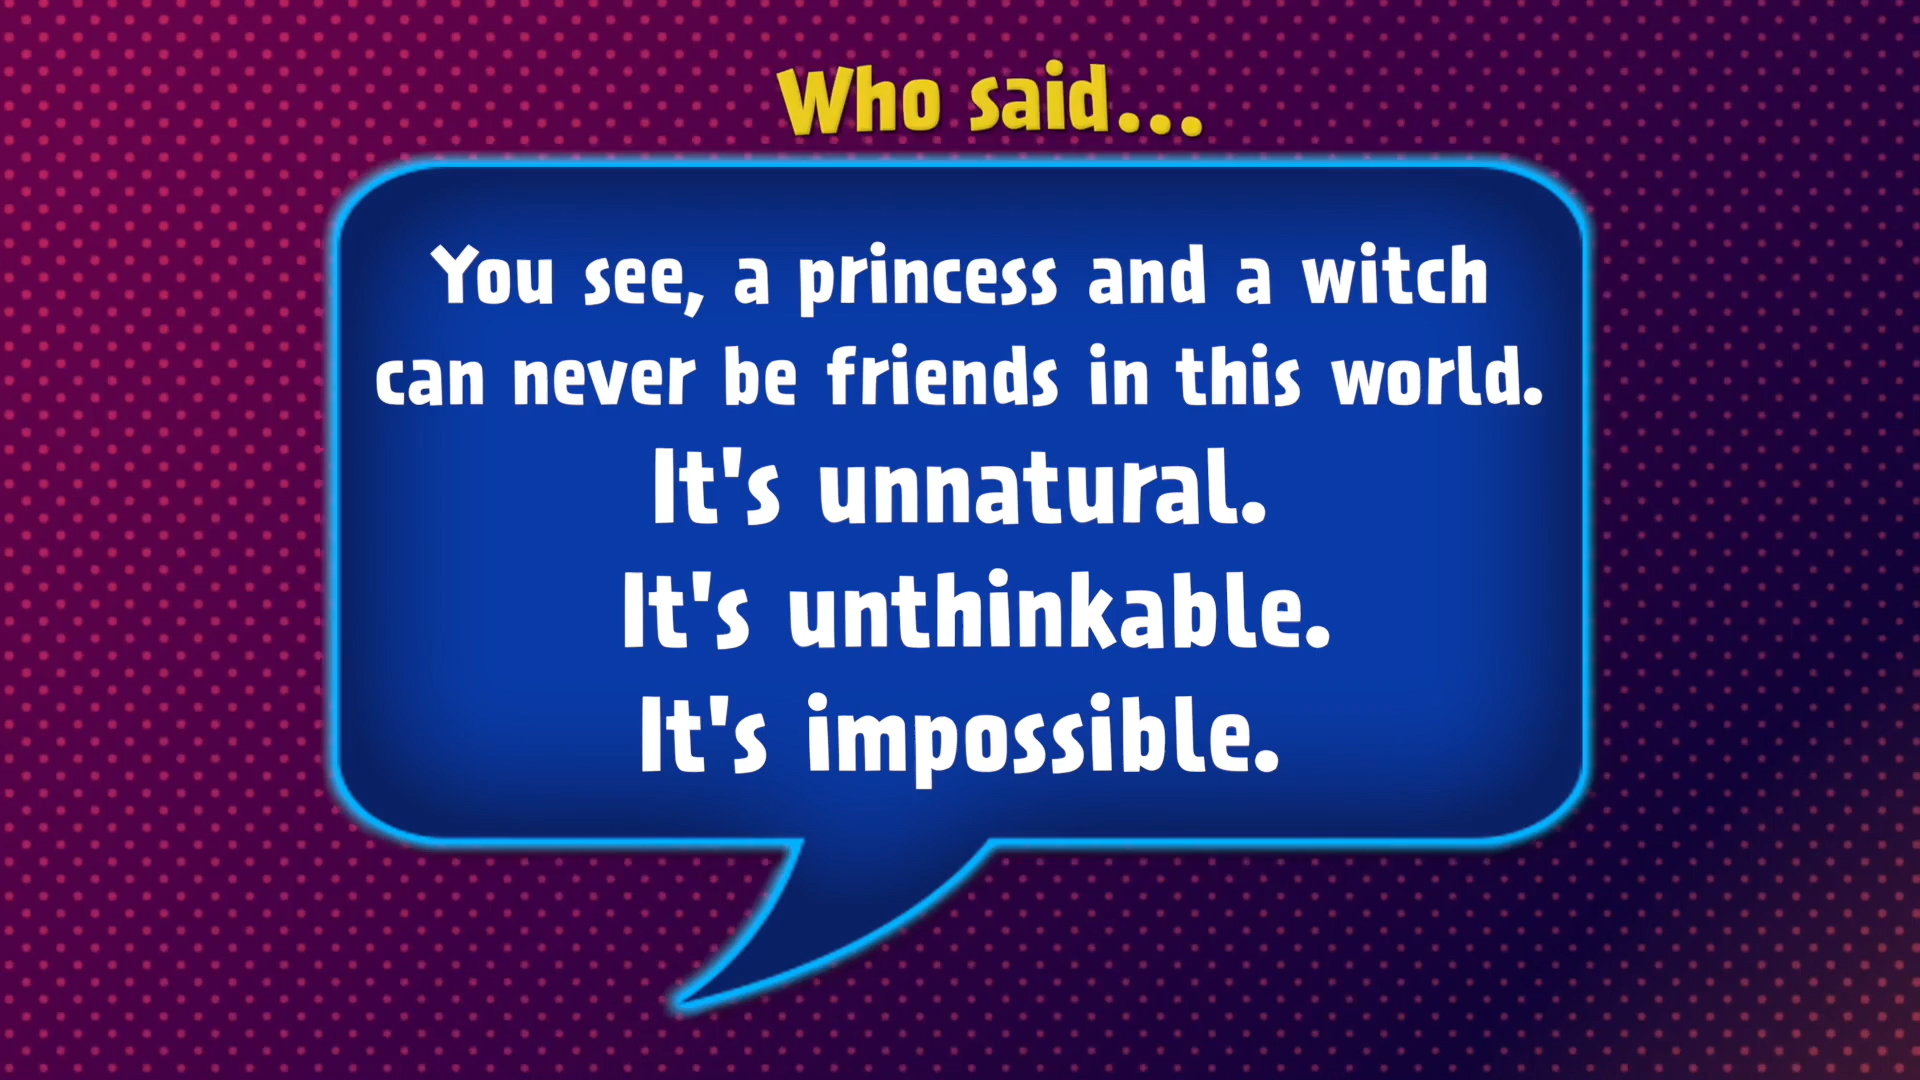 Who said...
You see, a princess and a witch
can never be friends in this world.
It's unnatural.
It's unthinkable.
It's impossible.